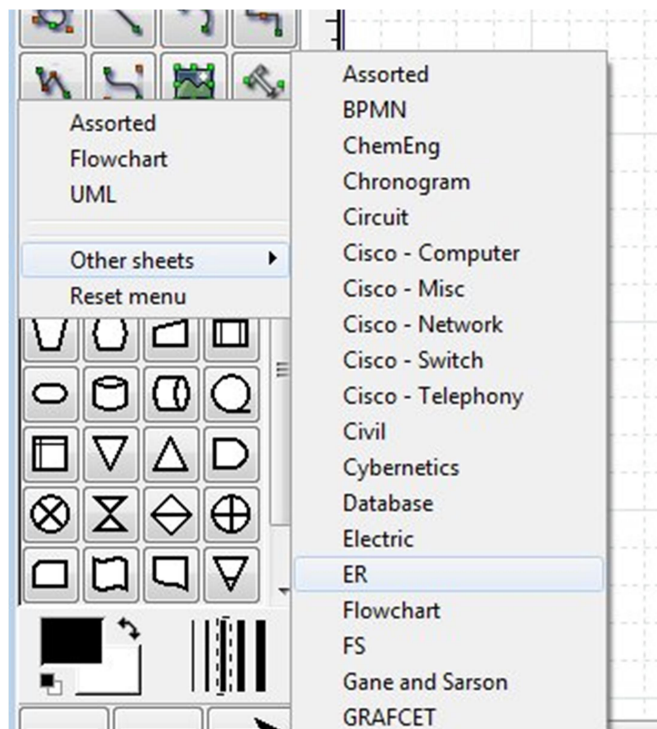 Assorted
Flowchart
UML
Other sheets
Reset menu
Assorted
BPMN
ChemEng
Chronogram
Circuit
Cisco - Computer
Cisco - Misc
Cisco - Network
Cisco - Switch
Cisco - Telephony
Civil
Cybernetics
Database
Electric
ER
Flowchart
FS
Gane and Sarson
GRAFCET